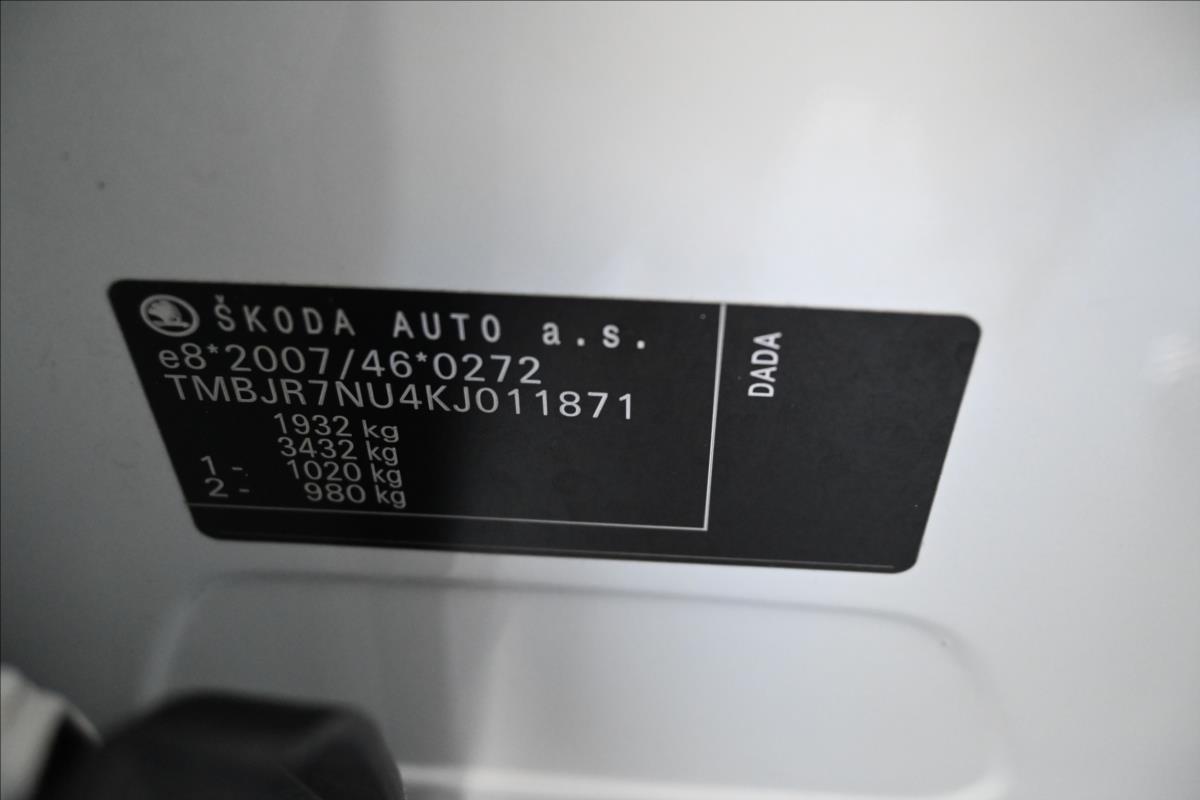 ŠKODA AUTO a.s.
e8*2007/46*0272
TMBJR7NU4KJ011871
1932 kg
3432 kg
1 - 1020 kg
2 - 980 kg
DADA